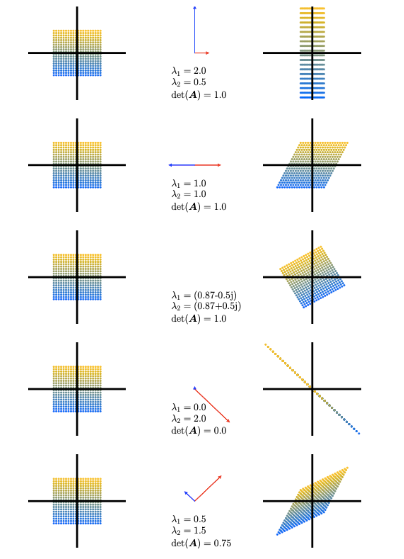 λ₁ = 2.0
λ₂ = 0.5
det(A) = 1.0
λ₁ = 1.0
λ₂ = 1.0
det(A) = 1.0
λ₁ = (0.87-0.5j)
λ₂ = (0.87+0.5j)
det(A) = 1.0
λ₁ = 0.0
λ₂ = 2.0
det(A) = 0.0
λ₁ = 0.5
λ₂ = 1.5
det(A) = 0.75